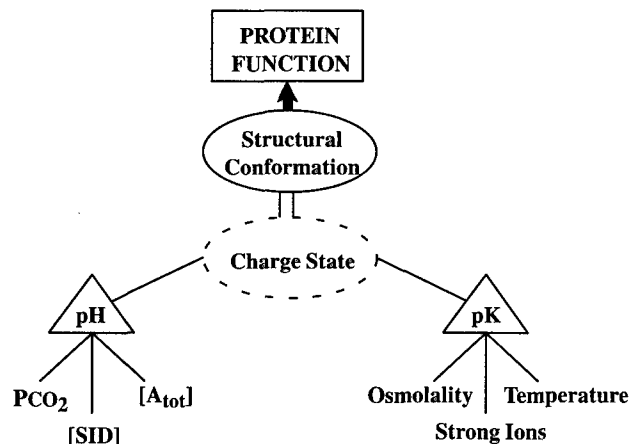 PROTEIN
FUNCTION
Structural
Conformation
Charge State
pH
pK
PCO2
[SID]
[Atot]
Osmolality
Strong Ions
Temperature